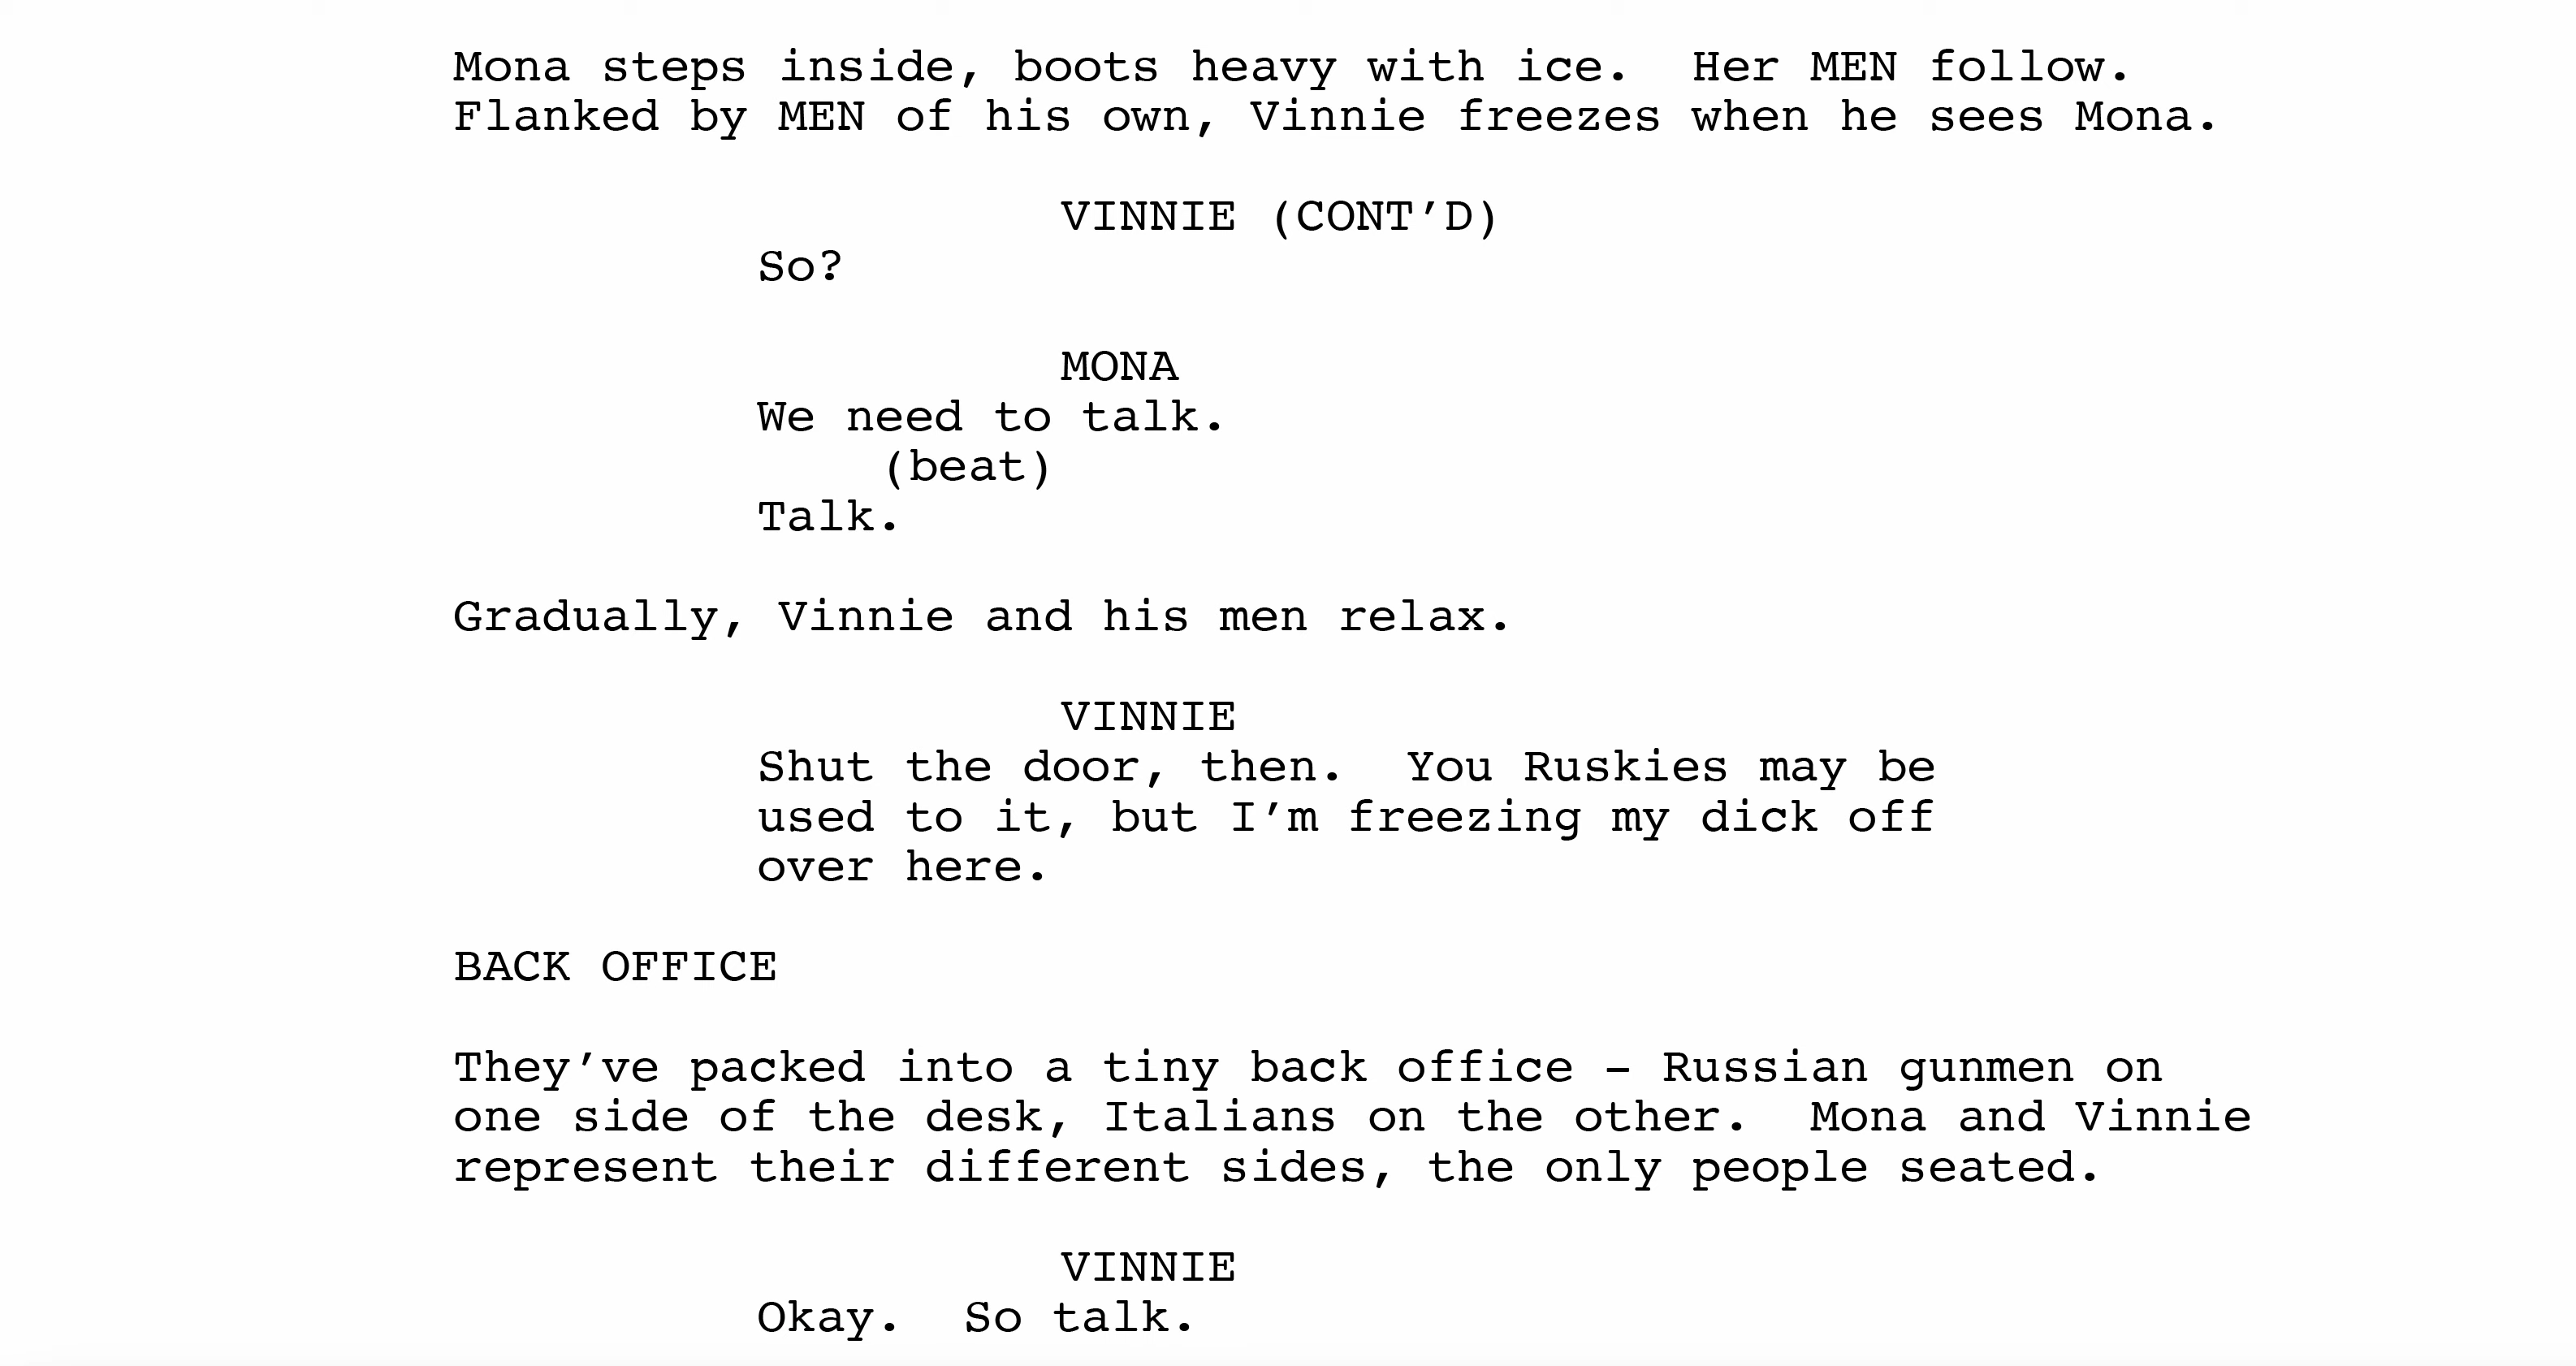 Mona steps inside, boots heavy with ice.  Her MEN follow.
Flanked by MEN of his own, Vinnie freezes when he sees Mona.
VINNIE (CONT’D)
So?
MONA
We need to talk.
(beat)
Talk.
Gradually, Vinnie and his men relax.
VINNIE
Shut the door, then.  You Ruskies may be
used to it, but I’m freezing my dick off
over here.
BACK OFFICE
They’ve packed into a tiny back office – Russian gunmen on
one side of the desk, Italians on the other.  Mona and Vinnie
represent their different sides, the only people seated.
VINNIE
Okay.  So talk.